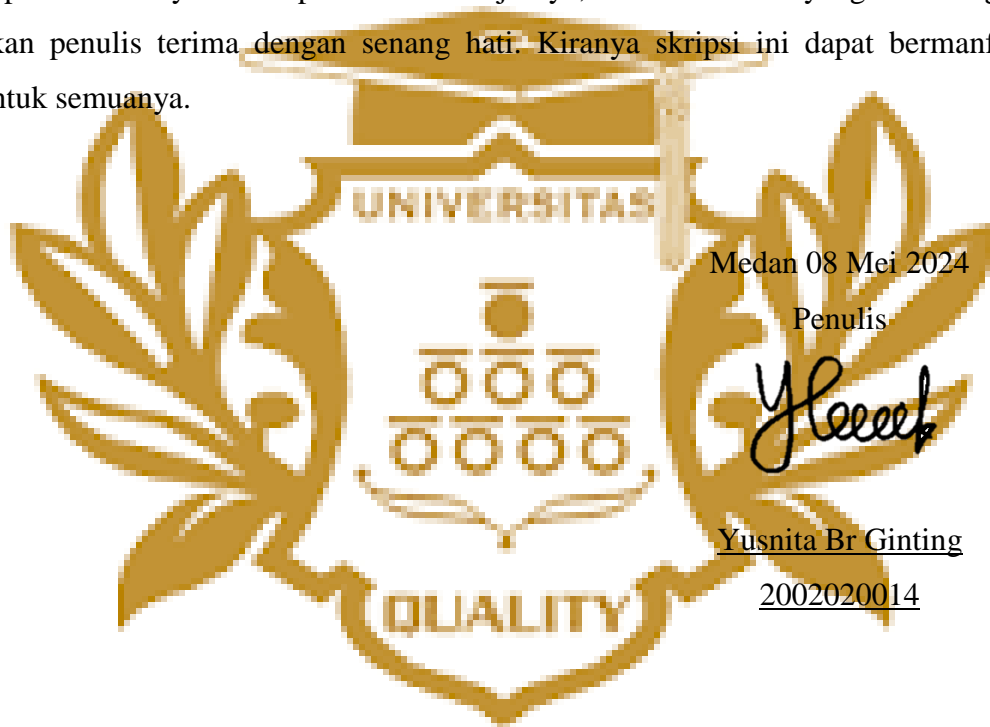 kan penulis terima dengan senang hati. Kiranya skripsi ini dapat bermanf
ntuk semuanya.
UNIVERSITAS
Medan 08 Mei 2024
Penulis
Yusnita Br Ginting
2002020014
QUALITY